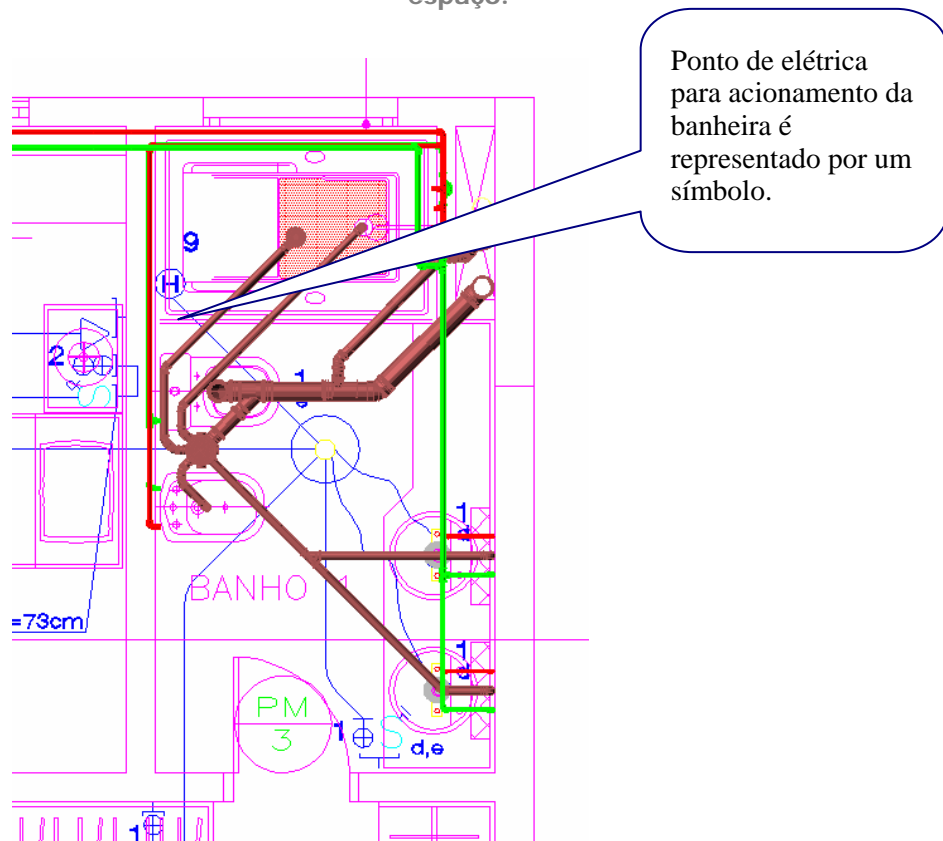 espaço.
Ponto de elétrica
para acionamento da
banheira é
representado por um
símbolo.
9
H
2
S
1
1
BANHO 1
=73cm
1
d
PM
3
1
S
d,e
1